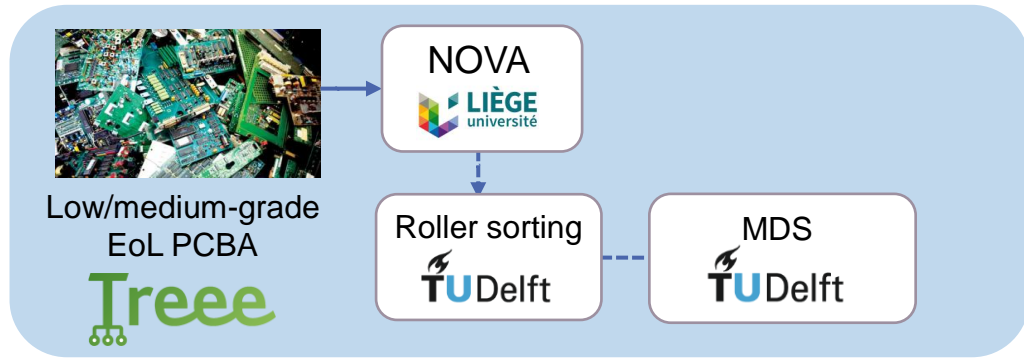 NOVA
LIÈGE
université
Low/medium-grade
EoL PCBA
Treee
Roller sorting
TUDelft
MDS
TUDelft